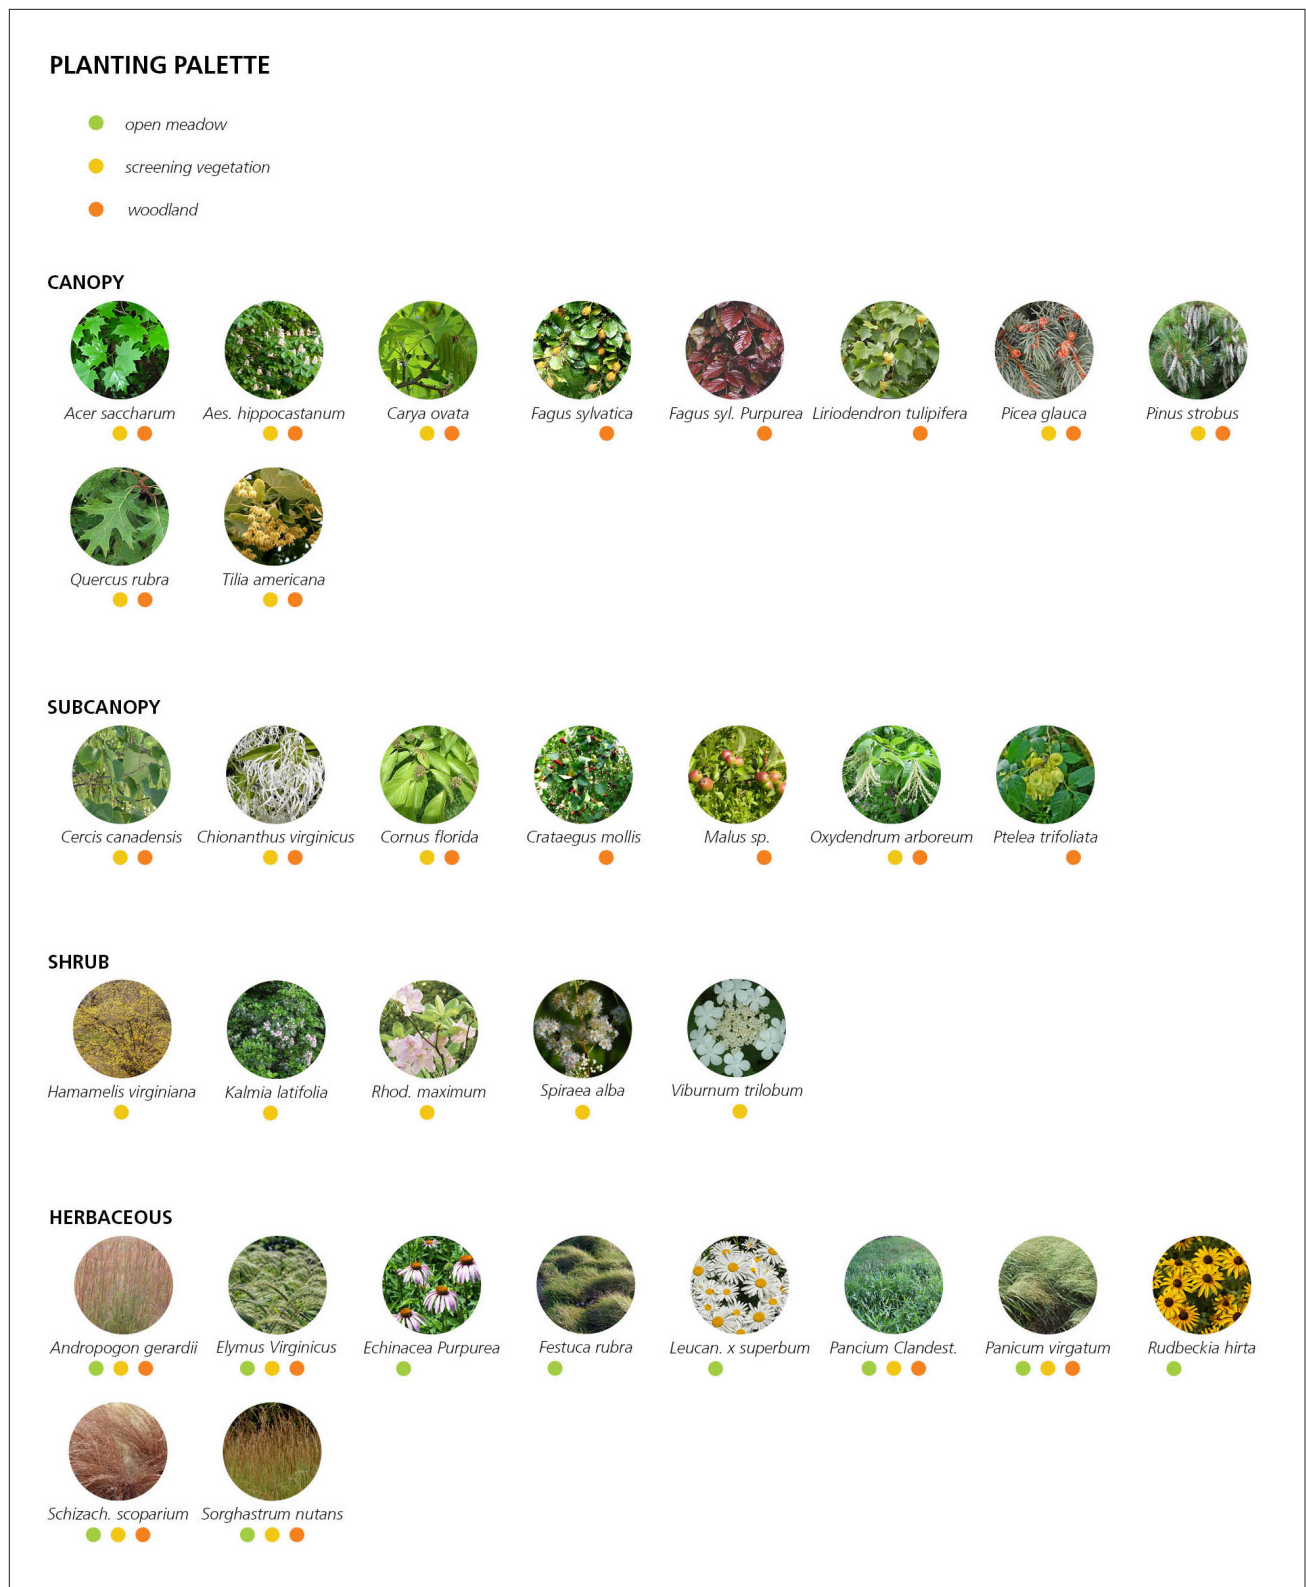 PLANTING PALETTE
open meadow
screening vegetation
woodland
CANOPY
Acer saccharum Aes. hippocastanum Carya ovata Fagus sylvatica Fagus syl. Purpurea Liriodendron tulipifera Picea glauca Pinus strobus
Quercus rubra Tilia americana
SUBCANOPY
Cercis canadensis Chionanthus virginicus Cornus florida Crataegus mollis Malus sp. Oxydendrum arboreum Ptelea trifoliata
SHRUB
Hamamelis virginiana Kalmia latifolia Rhod. maximum Spiraea alba Viburnum trilobum
HERBACEOUS
Andropogon gerardii Elymus Virginicus Echinacea Purpurea Festuca rubra Leucan. x superbum Pancium Clandest. Panicum virgatum Rudbeckia hirta
Schizach. scoparium Sorghastrum nutans